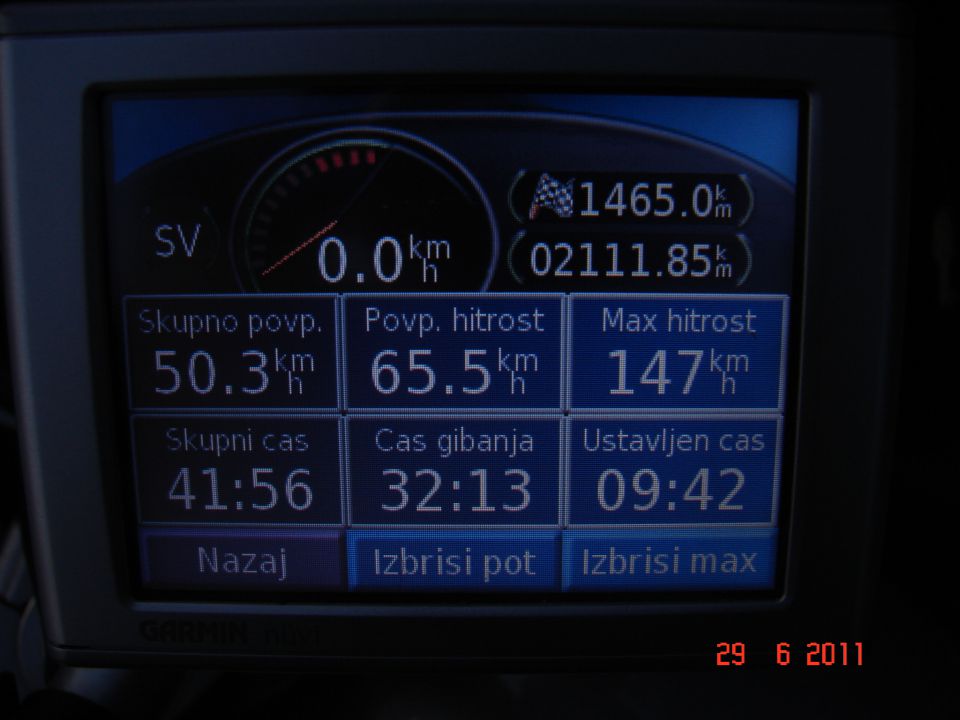 SV
0.0 km/h
1465.0 km
02111.85 km
Skupno povp. Povp. hitrost Max hitrost
50.3 km/h 65.5 km/h 147 km/h
Skupni cas Cas gibanja Ustavljen cas
41:56 32:13 09:42
Nazaj Izbrisi pot Izbrisi max
GARMIN nüvi
29 6 2011